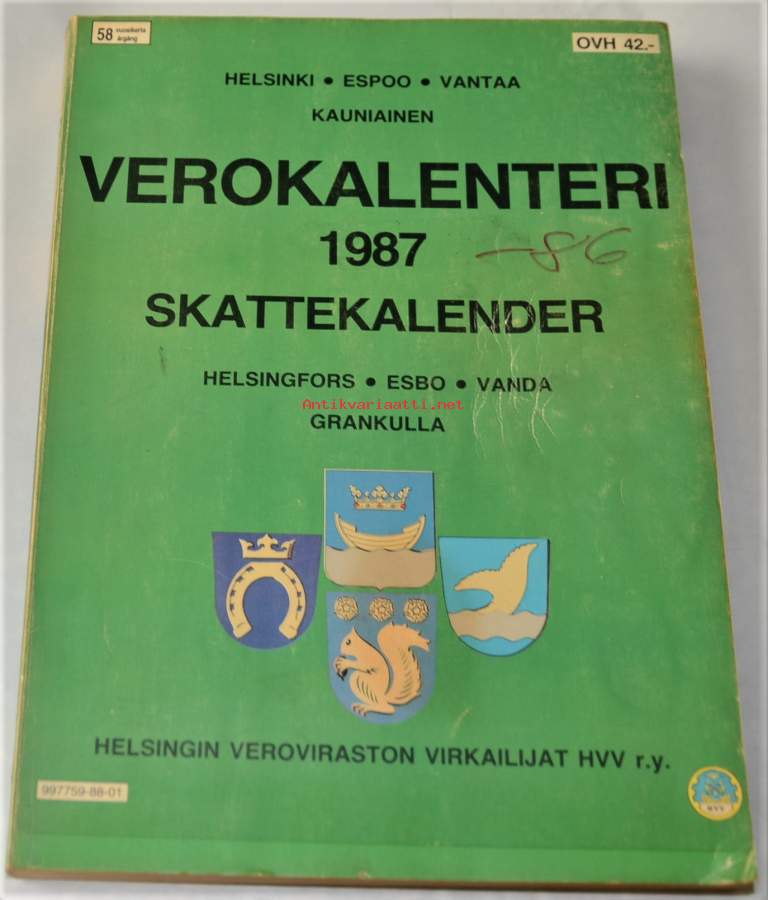 58 vuosikerta
årgång
OVH 42.-
HELSINKI • ESPOO • VANTAA
KAUNIAINEN
VEROKALENTERI
1987 -86
SKATTEKALENDER
HELSINGFORS • ESBO • VANDA
Antikvariaatti.net
GRANKULLA
HELSINGIN VEROVIRASTON VIRKAILIJAT HVV r.y.
997759-88-01
HVV